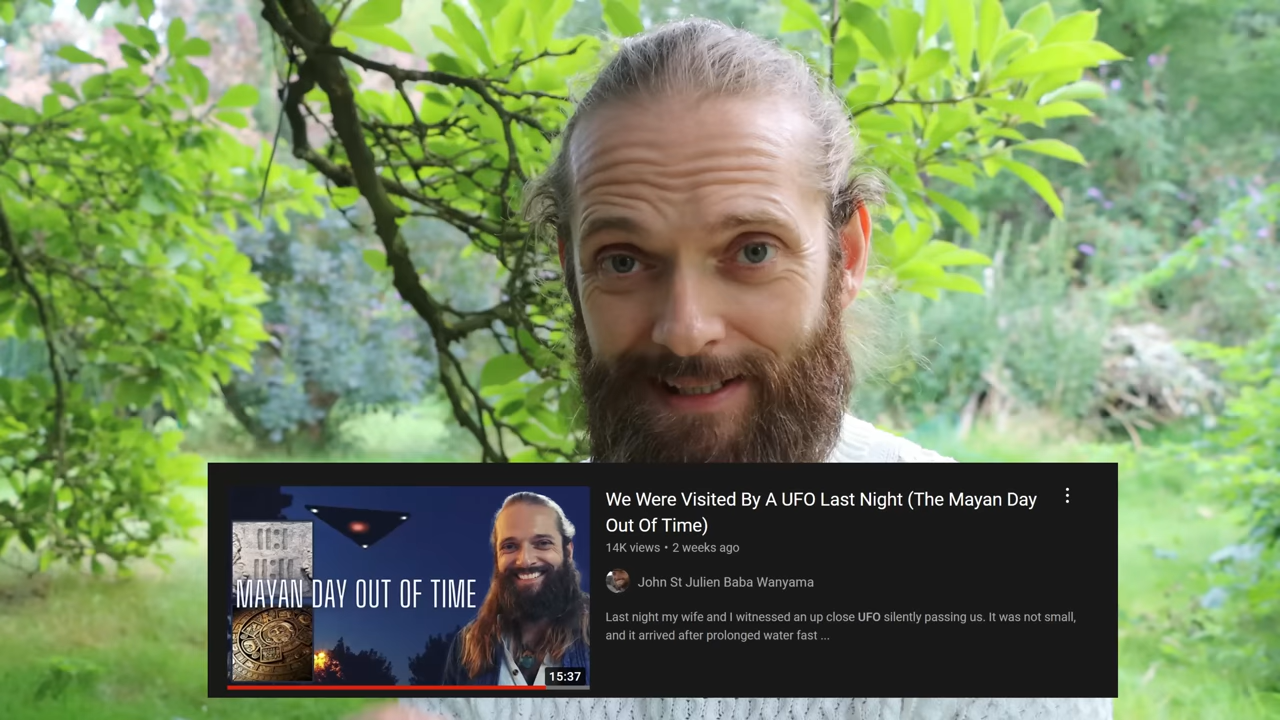 We Were Visited By A UFO Last Night (The Mayan Day
Out Of Time)
14K views • 2 weeks ago
John St Julien Baba Wanyama
Last night my wife and I witnessed an up close UFO silently passing us. It was not small,
and it arrived after prolonged water fast ...
MAYAN DAY OUT OF TIME
15:37